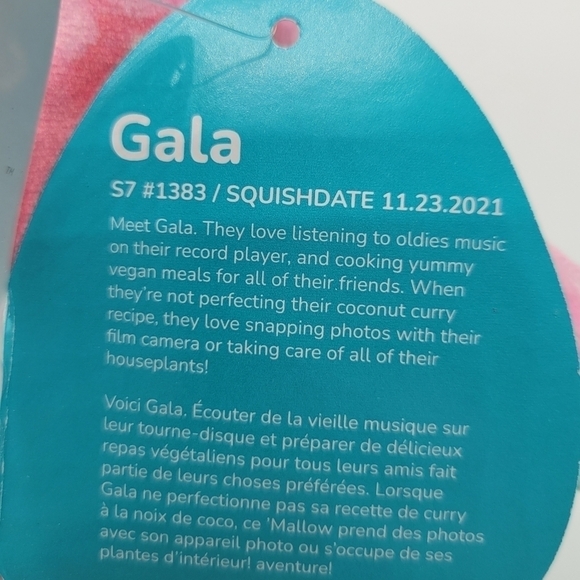 Gala
S7 #1383 / SQUISHDATE 11.23.2021
Meet Gala. They love listening to oldies music
on their record player, and cooking yummy
vegan meals for all of their friends. When
they're not perfecting their coconut curry
recipe, they love snapping photos with their
film camera or taking care of all of their
houseplants!
Voici Gala. Écouter de la vieille musique sur
leur tourne-disque et préparer de délicieux
repas végétaliens pour tous leurs amis fait
partie de leurs choses préférées. Lorsque
Gala ne perfectionne pas sa recette de curry
à la noix de coco, ce 'Mallow prend des photos
avec son appareil photo ou s'occupe de ses
plantes d'intérieur! aventure!